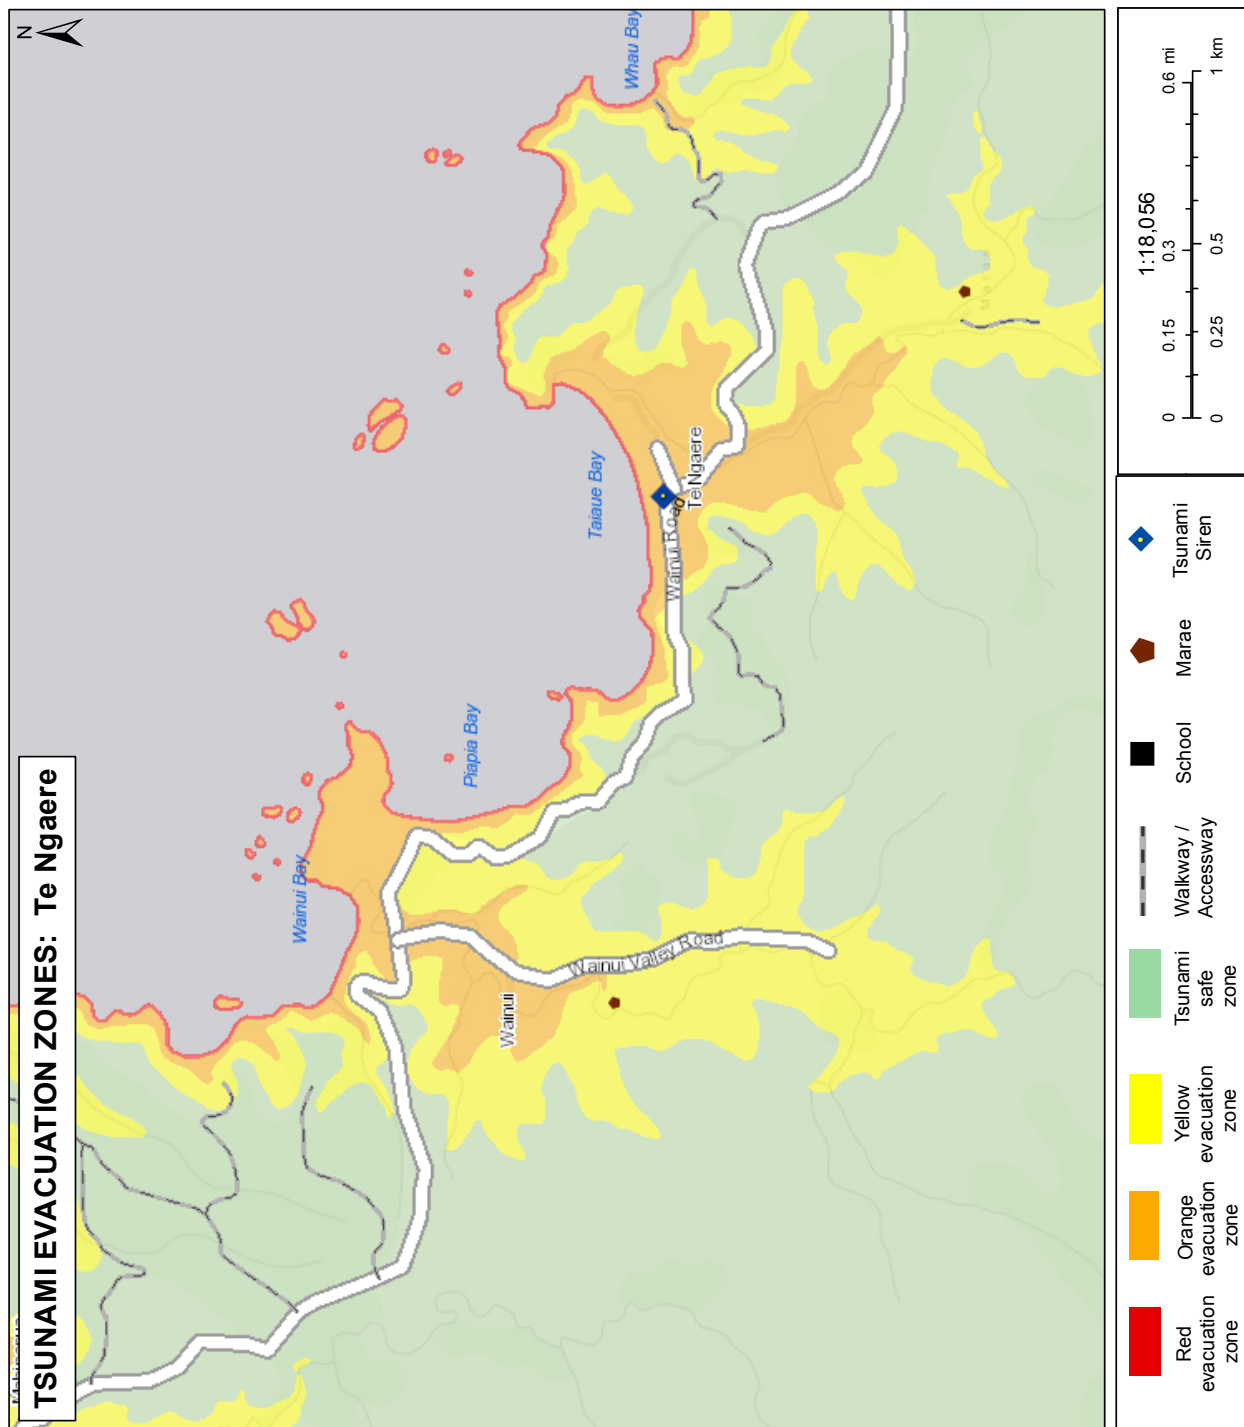 TSUNAMI EVACUATION ZONES: Te Ngaere
N
Whau Bay
Taiaue Bay
Piapia Bay
Wainui Bay
Wainui Road
Te Ngaere
Wainui Valley Road
Wainui
Marae
Red
evacuation
zone
Orange
evacuation
zone
Yellow
evacuation
zone
Tsunami
safe
zone
Walkway /
Accessway
School
Marae
Tsunami
Siren
1:18,056
0 0.15 0.3 0.6 mi
0 0.25 0.5 1 km